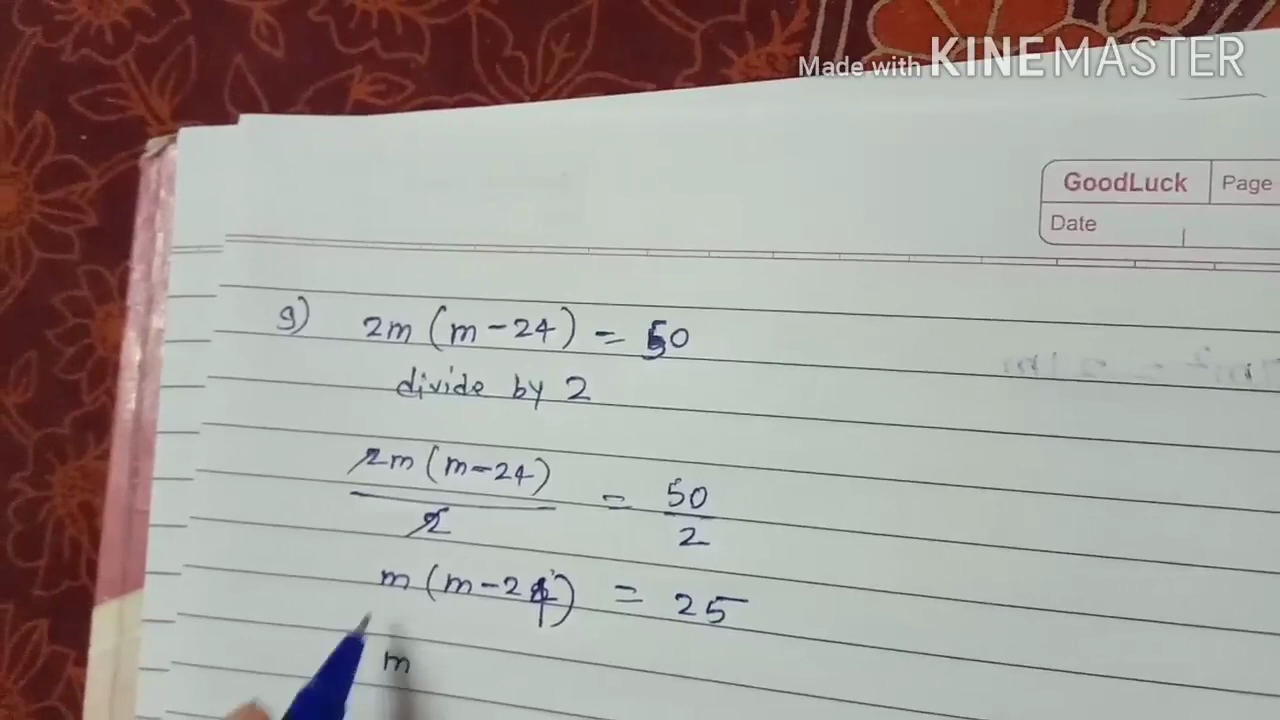 Made with KINEMASTER
GoodLuck Page
Date
9) 2m (m - 24) = 50
divide by 2
2m (m - 24) / 2 = 50 / 2
m (m - 24) = 25
m